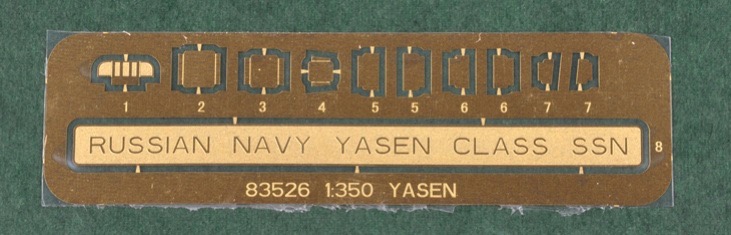 1 2 3 4 5 5 6 6 7 7
RUSSIAN NAVY YASEN CLASS SSN 8
83526 1:350 YASEN